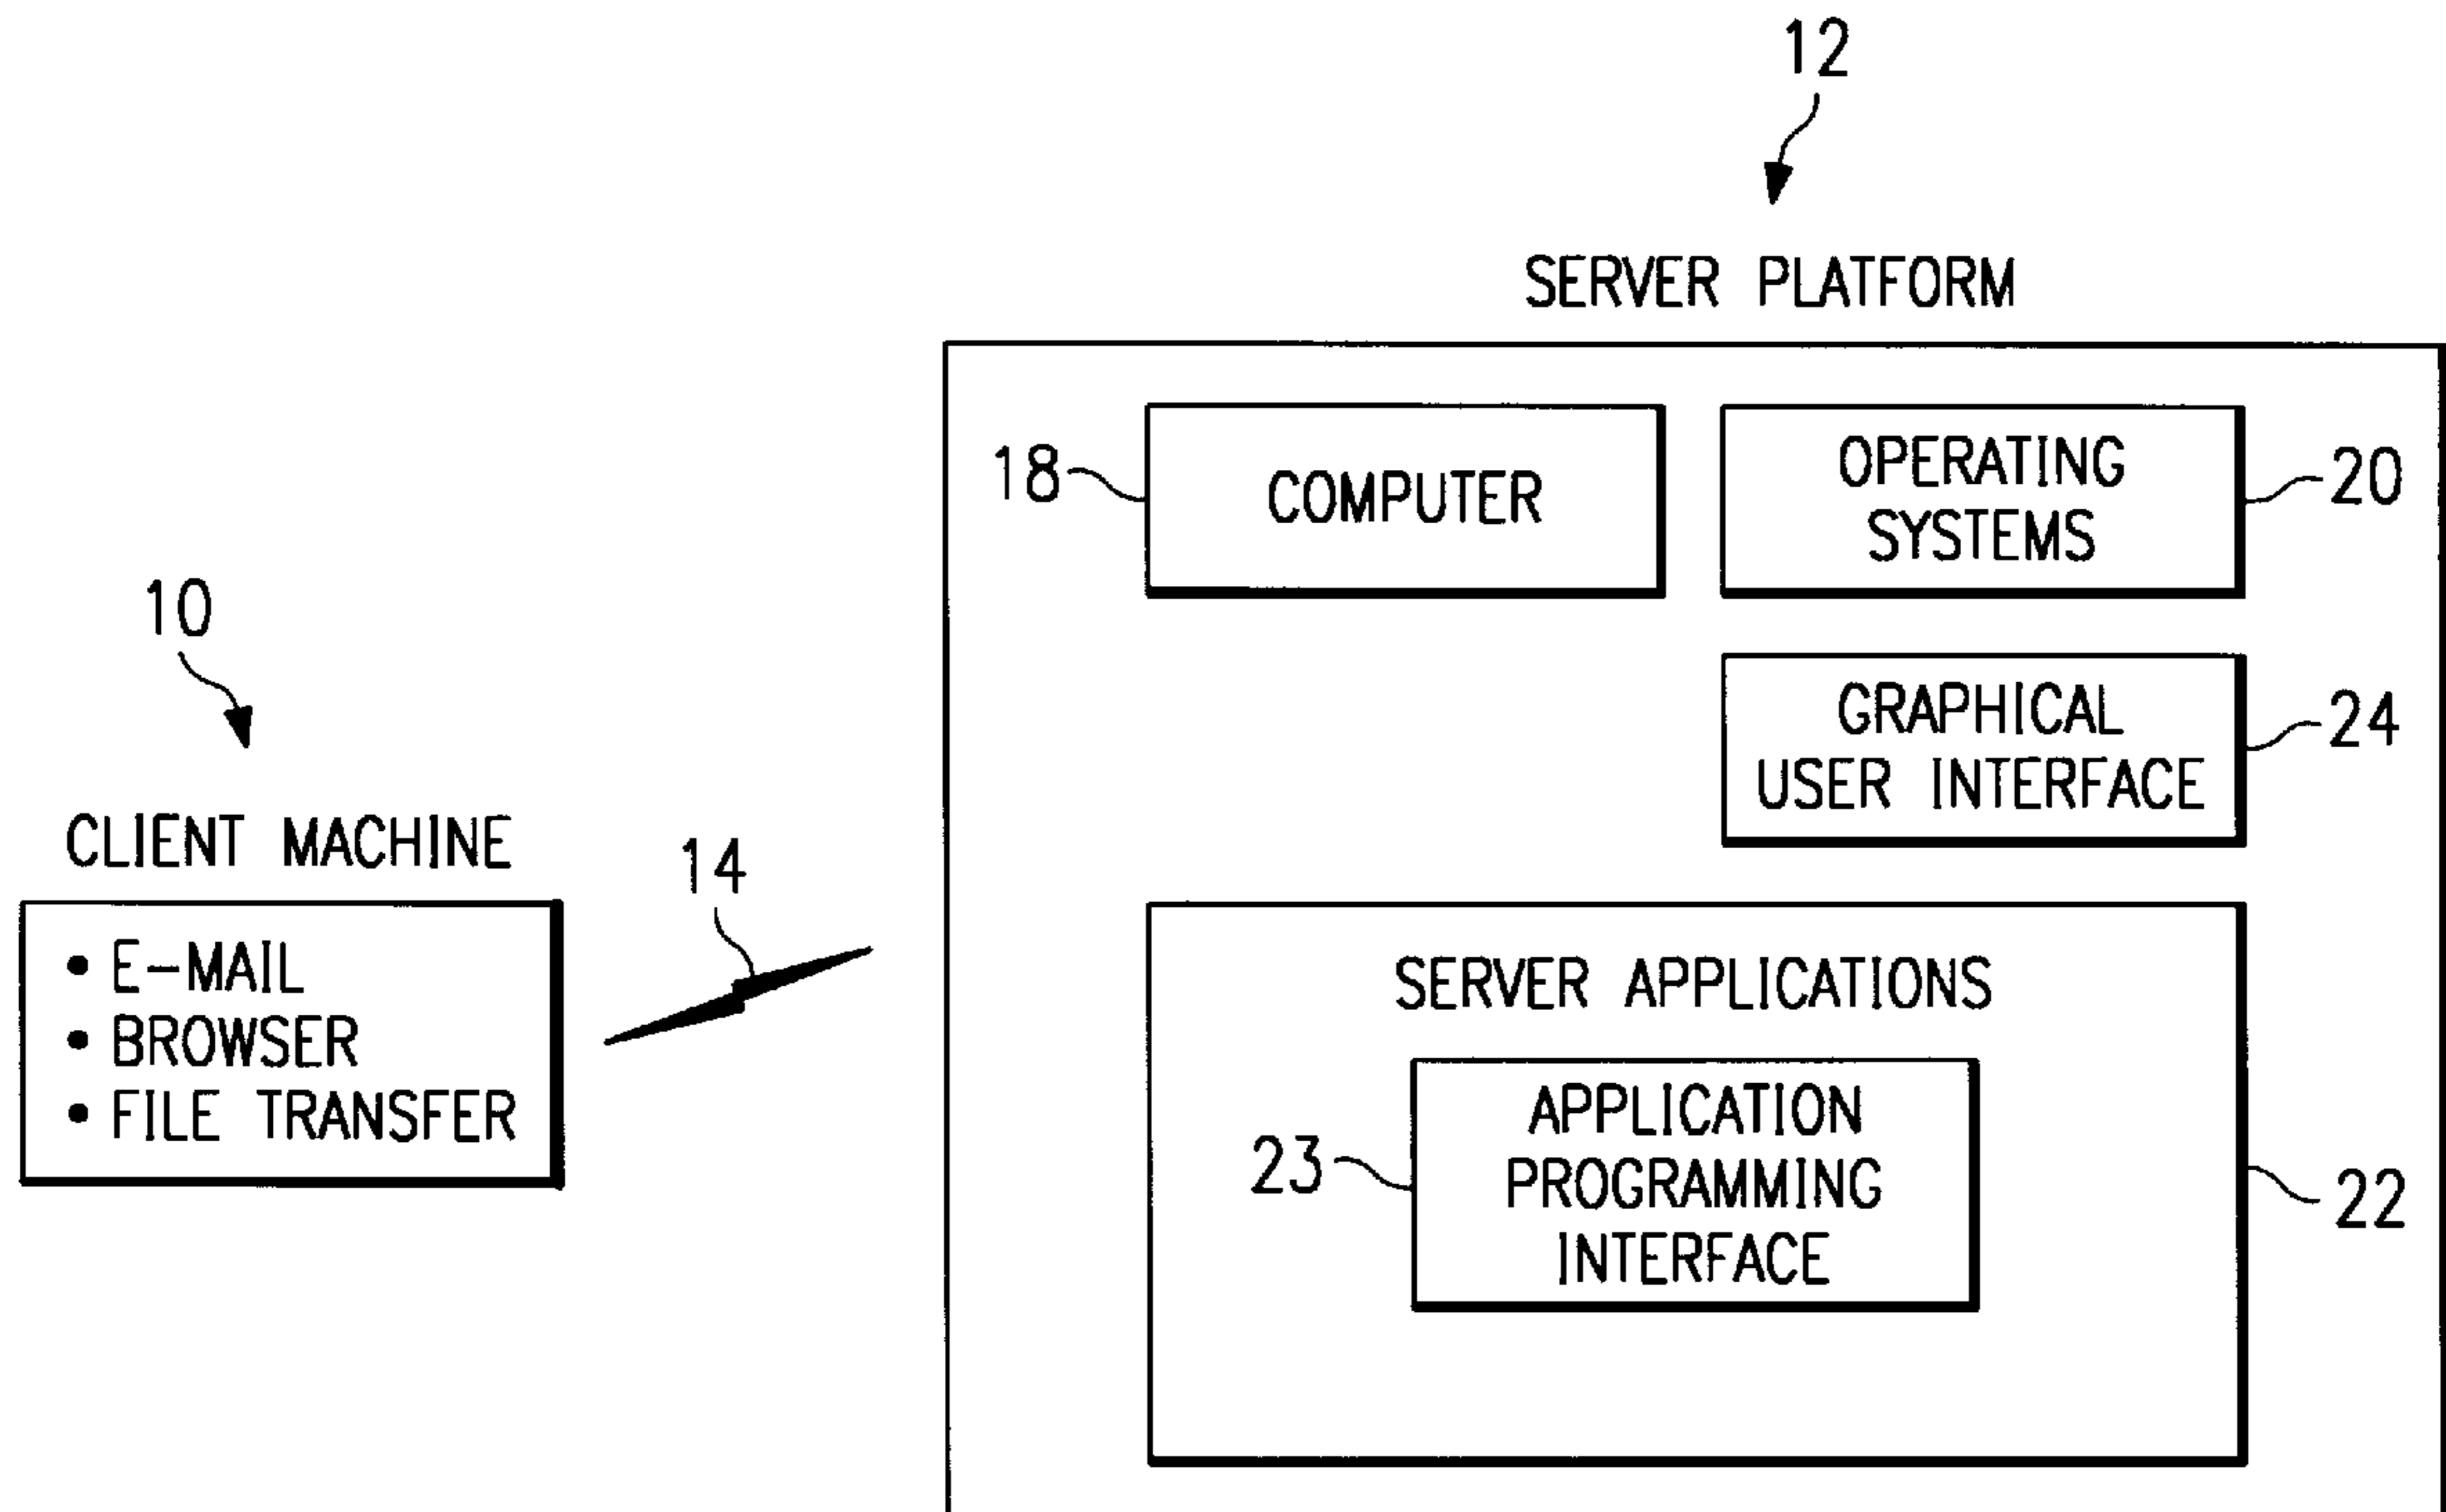 12
SERVER PLATFORM
18
COMPUTER
OPERATING
SYSTEMS
20
GRAPHICAL
USER INTERFACE
24
10
CLIENT MACHINE
• E-MAIL
• BROWSER
• FILE TRANSFER
14
SERVER APPLICATIONS
23
APPLICATION
PROGRAMMING
INTERFACE
22